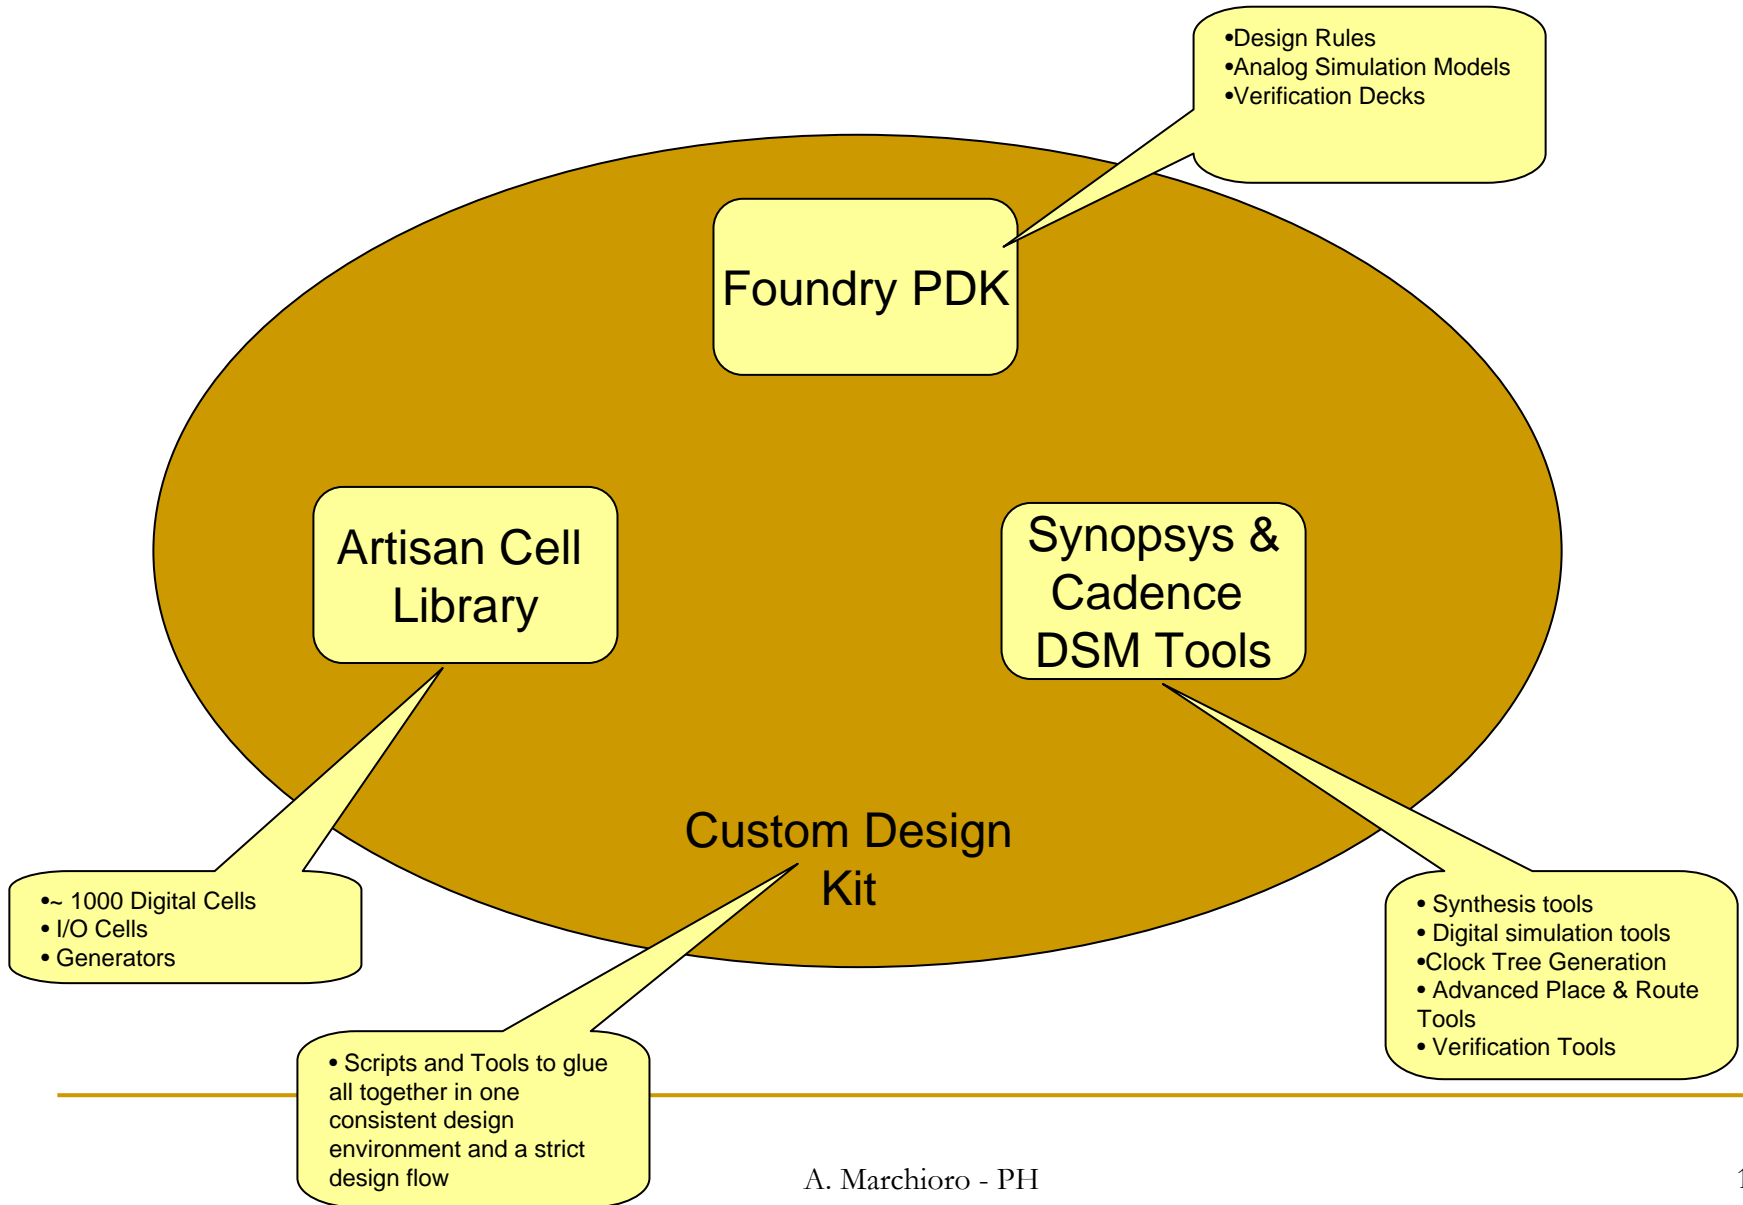 •Design Rules
•Analog Simulation Models
•Verification Decks
Foundry PDK
Artisan Cell
Library
Synopsys &
Cadence
DSM Tools
Custom Design
Kit
•~ 1000 Digital Cells
• I/O Cells
• Generators
• Synthesis tools
• Digital simulation tools
•Clock Tree Generation
• Advanced Place & Route
Tools
• Verification Tools
• Scripts and Tools to glue
all together in one
consistent design
environment and a strict
design flow
A. Marchioro - PH